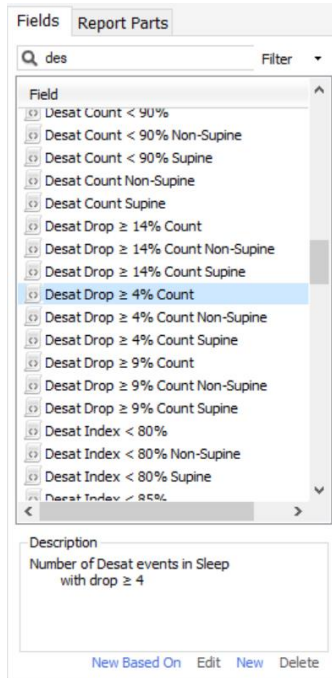 Fields Report Parts
des Filter
Field
Desat Count < 90%
Desat Count < 90% Non-Supine
Desat Count < 90% Supine
Desat Count Non-Supine
Desat Count Supine
Desat Drop ≥ 14% Count
Desat Drop ≥ 14% Count Non-Supine
Desat Drop ≥ 14% Count Supine
Desat Drop ≥ 4% Count
Desat Drop ≥ 4% Count Non-Supine
Desat Drop ≥ 4% Count Supine
Desat Drop ≥ 9% Count
Desat Drop ≥ 9% Count Non-Supine
Desat Drop ≥ 9% Count Supine
Desat Index < 80%
Desat Index < 80% Non-Supine
Desat Index < 80% Supine
Desat Index < 85%
Description
Number of Desat events in Sleep
with drop ≥ 4
New Based On Edit New Delete